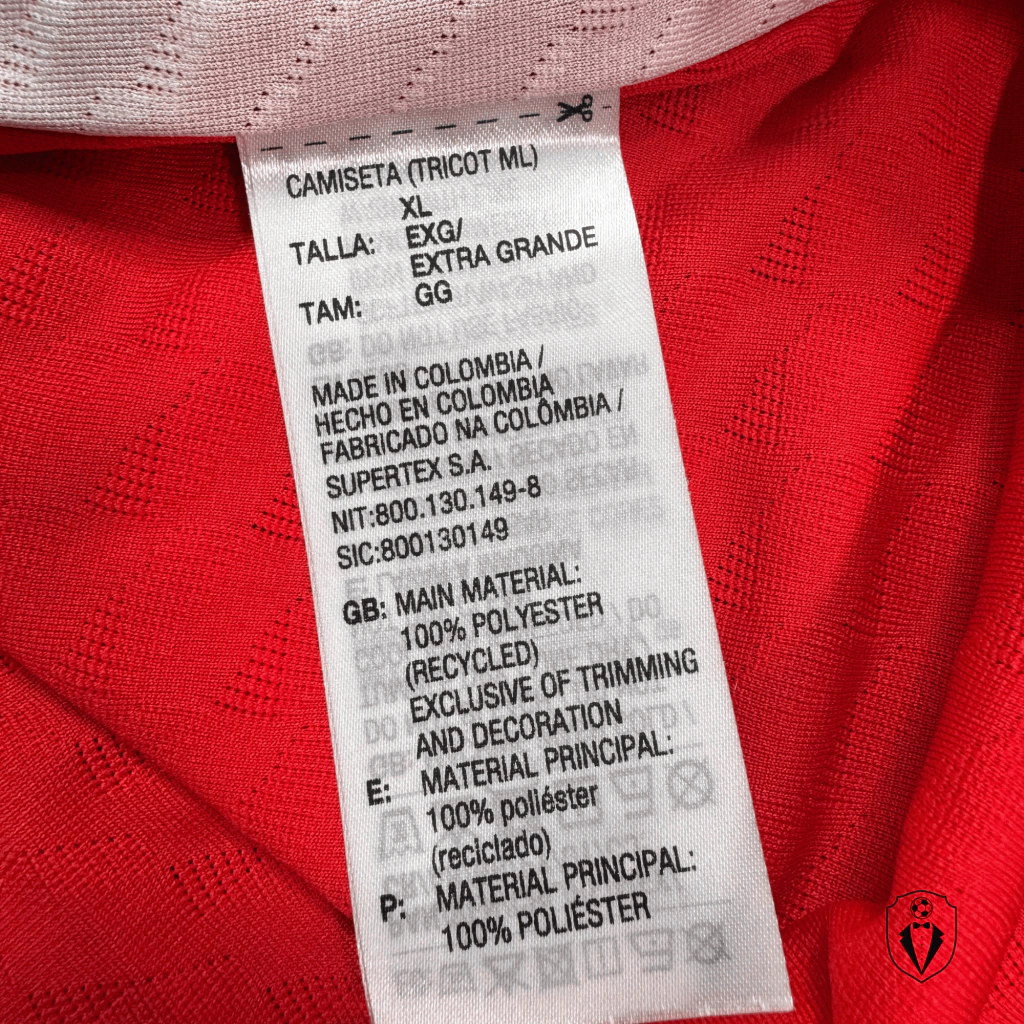 CAMISETA (TRICOT ML)
XL
TALLA: EXG/
EXTRA GRANDE
TAM: GG
MADE IN COLOMBIA /
HECHO EN COLOMBIA
FABRICADO NA COLÔMBIA /
SUPERTEX S.A.
NIT:800.130.149-8
SIC:800130149
GB: MAIN MATERIAL:
100% POLYESTER
(RECYCLED)
EXCLUSIVE OF TRIMMING
AND DECORATION
E: MATERIAL PRINCIPAL:
100% poliéster
(reciclado)
P: MATERIAL PRINCIPAL:
100% POLIÉSTER